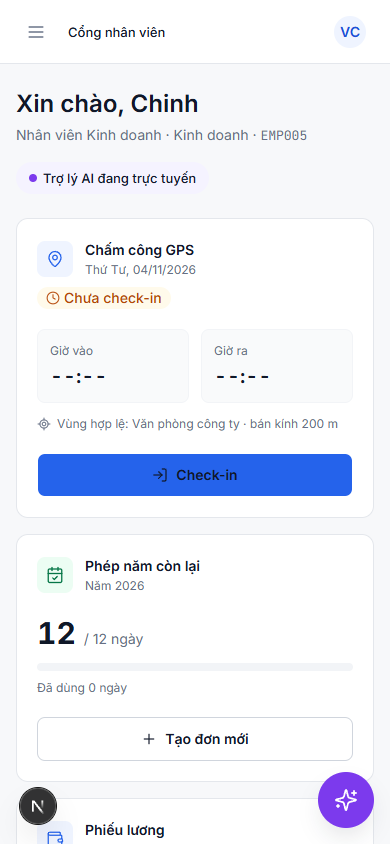 Cổng nhân viên
VC
Xin chào, Chinh
Nhân viên Kinh doanh · Kinh doanh · EMP005
Trợ lý AI đang trực tuyến
Chấm công GPS
Thứ Tư, 04/11/2026
Chưa check-in
Giờ vào
--:--
Giờ ra
--:--
Vùng hợp lệ: Văn phòng công ty · bán kính 200 m
Check-in
Phép năm còn lại
Năm 2026
12 / 12 ngày
Đã dùng 0 ngày
Tạo đơn mới
N
Phiếu lương